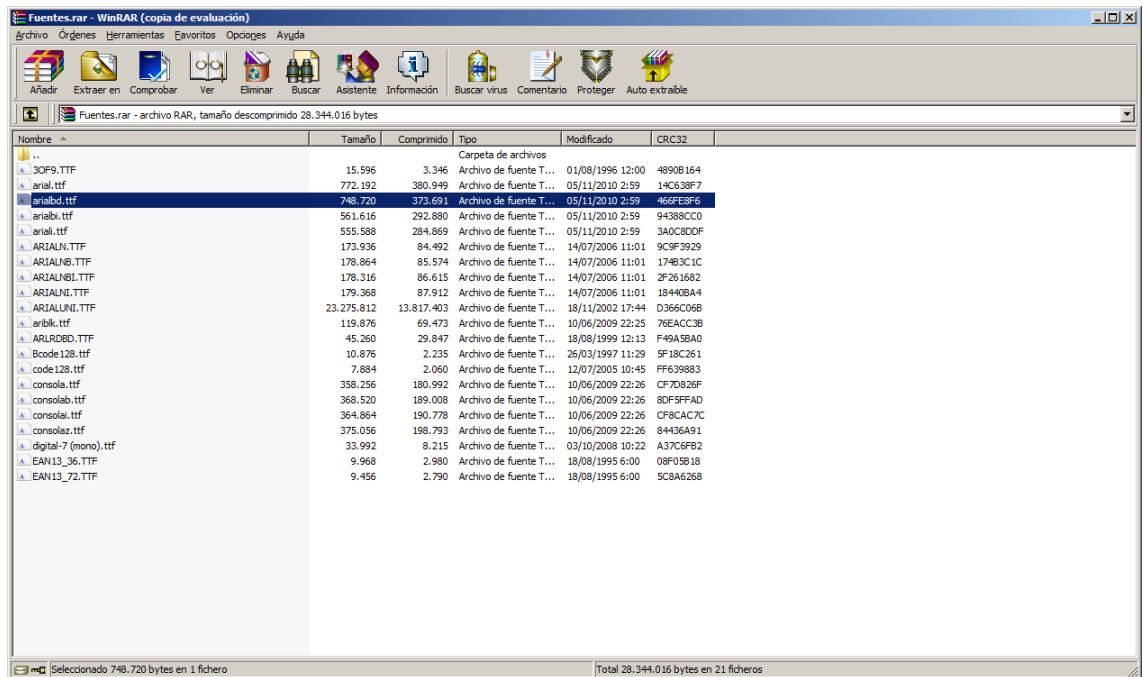 Fuentes.rar - WinRAR (copia de evaluación)
Archivo Órdenes Herramientas Favoritos Opciones Ayuda
Añadir Extraer en Comprobar Ver Eliminar Buscar Asistente Información Buscar virus Comentario Proteger Auto extraible
Fuentes.rar - archivo RAR, tamaño descomprimido 28.344.016 bytes
Nombre Tamaño Comprimido Tipo Modificado CRC32
.. Carpeta de archivos
3OF9.TTF 15.596 3.346 Archivo de fuente T... 01/08/1996 12:00 4890B164
arial.ttf 772.192 380.949 Archivo de fuente T... 05/11/2010 2:59 14C638F7
arialbd.ttf 748.720 373.691 Archivo de fuente T... 05/11/2010 2:59 466FE8F6
arialbi.ttf 561.616 292.880 Archivo de fuente T... 05/11/2010 2:59 94388CC0
ariali.ttf 555.588 284.869 Archivo de fuente T... 05/11/2010 2:59 3A0C8DDF
ARIALN.TTF 173.936 84.492 Archivo de fuente T... 14/07/2006 11:01 9C9F3929
ARIALNB.TTF 178.864 85.574 Archivo de fuente T... 14/07/2006 11:01 174B3C1C
ARIALNBI.TTF 178.316 86.615 Archivo de fuente T... 14/07/2006 11:01 2F261682
ARIALNI.TTF 179.368 87.912 Archivo de fuente T... 14/07/2006 11:01 18440BA4
ARIALUNI.TTF 23.275.812 13.817.403 Archivo de fuente T... 18/11/2002 17:44 D366C06B
ariblk.ttf 119.876 69.473 Archivo de fuente T... 10/06/2009 22:25 76EACC3B
ARLRDBD.TTF 45.260 29.847 Archivo de fuente T... 18/08/1999 12:13 F49A5BA0
Bcode128.ttf 10.876 2.235 Archivo de fuente T... 26/03/1997 11:29 5F18C261
code128.ttf 7.884 2.060 Archivo de fuente T... 12/07/2005 10:45 FF639883
consola.ttf 358.256 180.992 Archivo de fuente T... 10/06/2009 22:26 CF7D826F
consolab.ttf 368.520 189.008 Archivo de fuente T... 10/06/2009 22:26 8DF5FFAD
consolai.ttf 364.864 190.778 Archivo de fuente T... 10/06/2009 22:26 CF8CAC7C
consolaz.ttf 375.056 198.793 Archivo de fuente T... 10/06/2009 22:26 84436A91
digital-7 (mono).ttf 33.992 8.215 Archivo de fuente T... 03/10/2008 10:22 A37C6FB2
EAN13_36.TTF 9.968 2.980 Archivo de fuente T... 18/08/1995 6:00 08F05B18
EAN13_72.TTF 9.456 2.790 Archivo de fuente T... 18/08/1995 6:00 5C8A6268
Seleccionado 748.720 bytes en 1 fichero Total 28.344.016 bytes en 21 ficheros